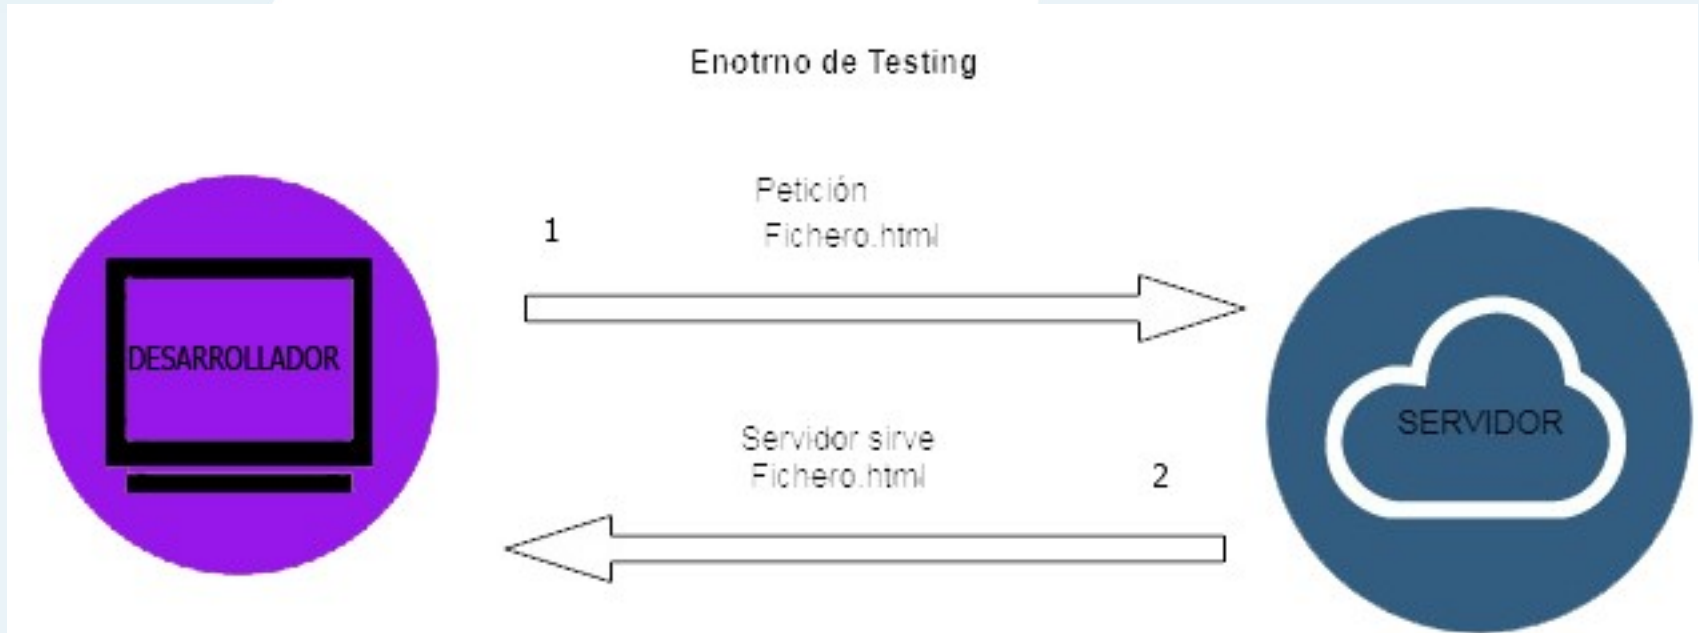 Enotrno de Testing
Petición
1
Fichero.html
DESARROLLADOR
SERVIDOR
Servidor sirve
Fichero.html
2